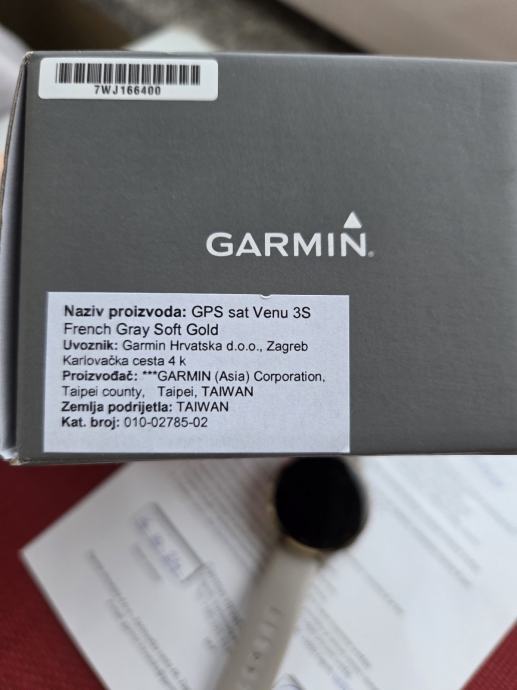 7WJ166400
GARMIN®
Naziv proizvoda: GPS sat Venu 3S
French Gray Soft Gold
Uvoznik: Garmin Hrvatska d.o.o., Zagreb
Karlovačka cesta 4 k
Proizvođač: ***GARMIN (Asia) Corporation,
Taipei county, Taipei, TAIWAN
Zemlja podrijetla: TAIWAN
Kat. broj: 010-02785-02